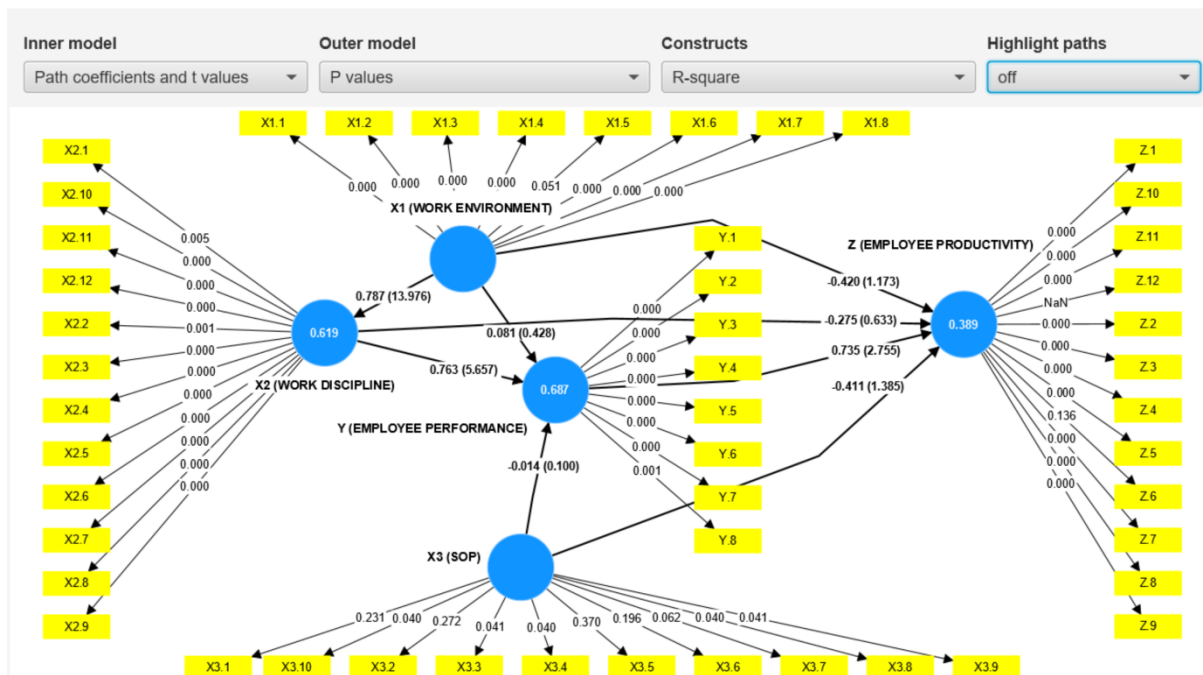 Inner model
Outer model
Constructs
Highlight paths
Path coefficients and t values
P values
R-square
off
X1.1
X1.2
X1.3
X1.4
X1.5
X1.6
X1.7
X1.8
0.000
0.000
0.000
0.000
0.051
0.000
0.000
0.000
X1 (WORK ENVIRONMENT)
X2.1
X2.10
X2.11
X2.12
X2.2
X2.3
X2.4
X2.5
X2.6
X2.7
X2.8
X2.9
0.005
0.000
0.000
0.000
0.001
0.000
0.000
0.000
0.000
0.000
0.000
0.000
0.619
X2 (WORK DISCIPLINE)
0.787 (13.976)
0.081 (0.428)
0.763 (5.657)
0.687
Y (EMPLOYEE PERFORMANCE)
-0.014 (0.100)
Y.1
Y.2
Y.3
Y.4
Y.5
Y.6
Y.7
Y.8
0.000
0.000
0.000
0.000
0.000
0.000
0.000
0.001
Z (EMPLOYEE PRODUCTIVITY)
-0.420 (1.173)
-0.275 (0.633)
0.735 (2.755)
-0.411 (1.385)
0.389
Z.1
Z.10
Z.11
Z.12
Z.2
Z.3
Z.4
Z.5
Z.6
Z.7
Z.8
Z.9
0.000
0.000
0.000
NaN
0.000
0.000
0.000
0.000
0.136
0.000
0.000
0.000
X3 (SOP)
0.231
0.040
0.272
0.041
0.040
0.370
0.196
0.062
0.040
0.041
X3.1
X3.10
X3.2
X3.3
X3.4
X3.5
X3.6
X3.7
X3.8
X3.9